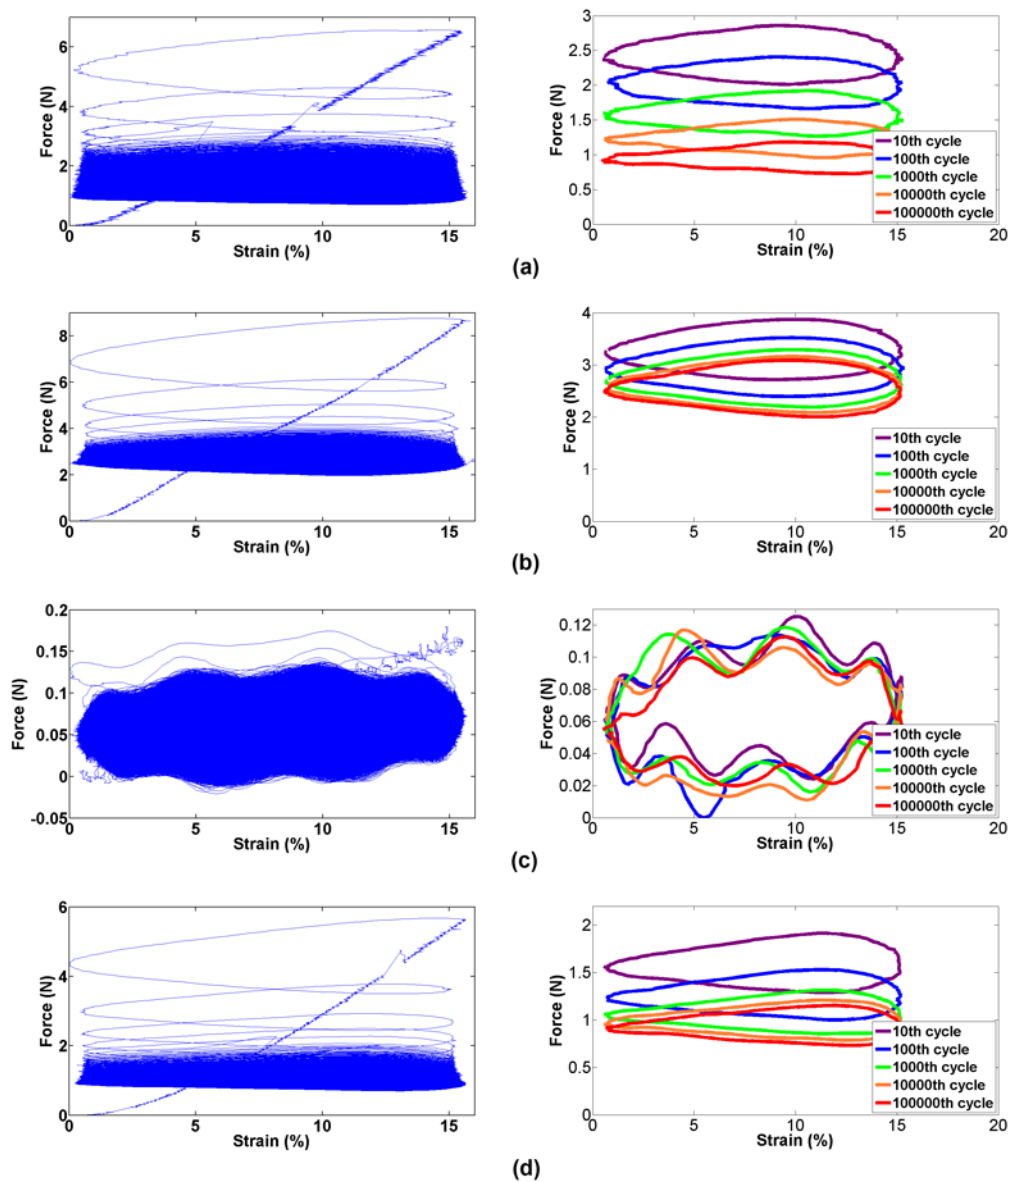 Force (N)
6
4
2
0
0 5 10 15
Strain (%)
Force (N)
3
2.5
2
1.5
1
0.5
0
0 5 10 15 20
Strain (%)
10th cycle
100th cycle
1000th cycle
10000th cycle
100000th cycle
(a)
Force (N)
8
6
4
2
0
0 5 10 15
Strain (%)
Force (N)
4
3
2
1
0
0 5 10 15 20
Strain (%)
10th cycle
100th cycle
1000th cycle
10000th cycle
100000th cycle
(b)
Force (N)
0.2
0.15
0.1
0.05
0
-0.05
0 5 10 15
Strain (%)
Force (N)
0.12
0.1
0.08
0.06
0.04
0.02
0
0 5 10 15 20
Strain (%)
10th cycle
100th cycle
1000th cycle
10000th cycle
100000th cycle
(c)
Force (N)
6
4
2
0
0 5 10 15
Strain (%)
Force (N)
2
1.5
1
0.5
0
0 5 10 15 20
Strain (%)
10th cycle
100th cycle
1000th cycle
10000th cycle
100000th cycle
(d)